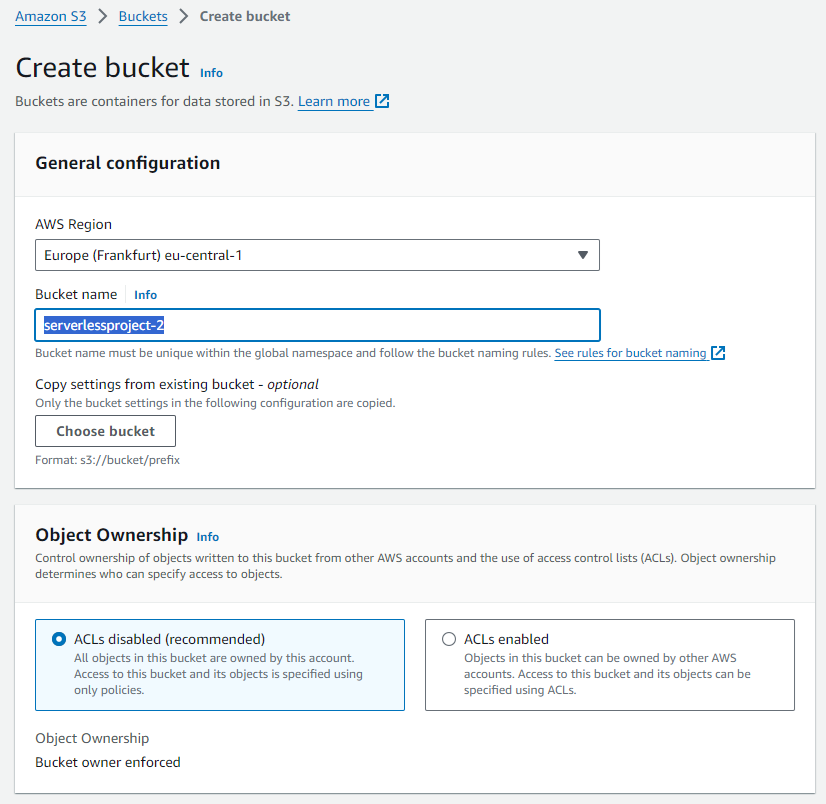 Amazon S3 > Buckets > Create bucket
Create bucket Info
Buckets are containers for data stored in S3. Learn more
General configuration
AWS Region
Europe (Frankfurt) eu-central-1
Bucket name Info
serverlessproject-2
Bucket name must be unique within the global namespace and follow the bucket naming rules. See rules for bucket naming
Copy settings from existing bucket - optional
Only the bucket settings in the following configuration are copied.
Choose bucket
Format: s3://bucket/prefix
Object Ownership Info
Control ownership of objects written to this bucket from other AWS accounts and the use of access control lists (ACLs). Object ownership
determines who can specify access to objects.
ACLs disabled (recommended)
All objects in this bucket are owned by this account.
Access to this bucket and its objects is specified using
only policies.
ACLs enabled
Objects in this bucket can be owned by other AWS
accounts. Access to this bucket and its objects can be
specified using ACLs.
Object Ownership
Bucket owner enforced